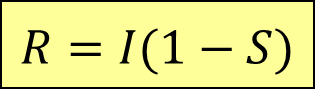 R = I(1 − S)